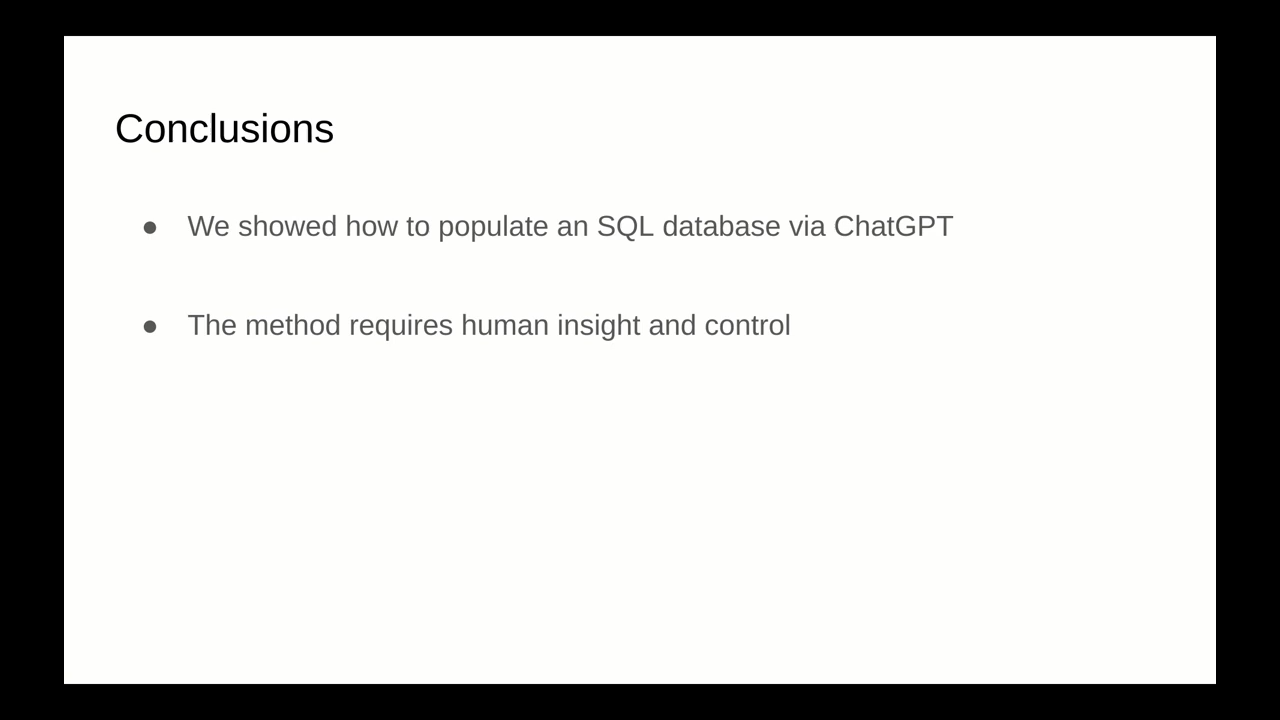 Conclusions
● We showed how to populate an SQL database via ChatGPT
● The method requires human insight and control